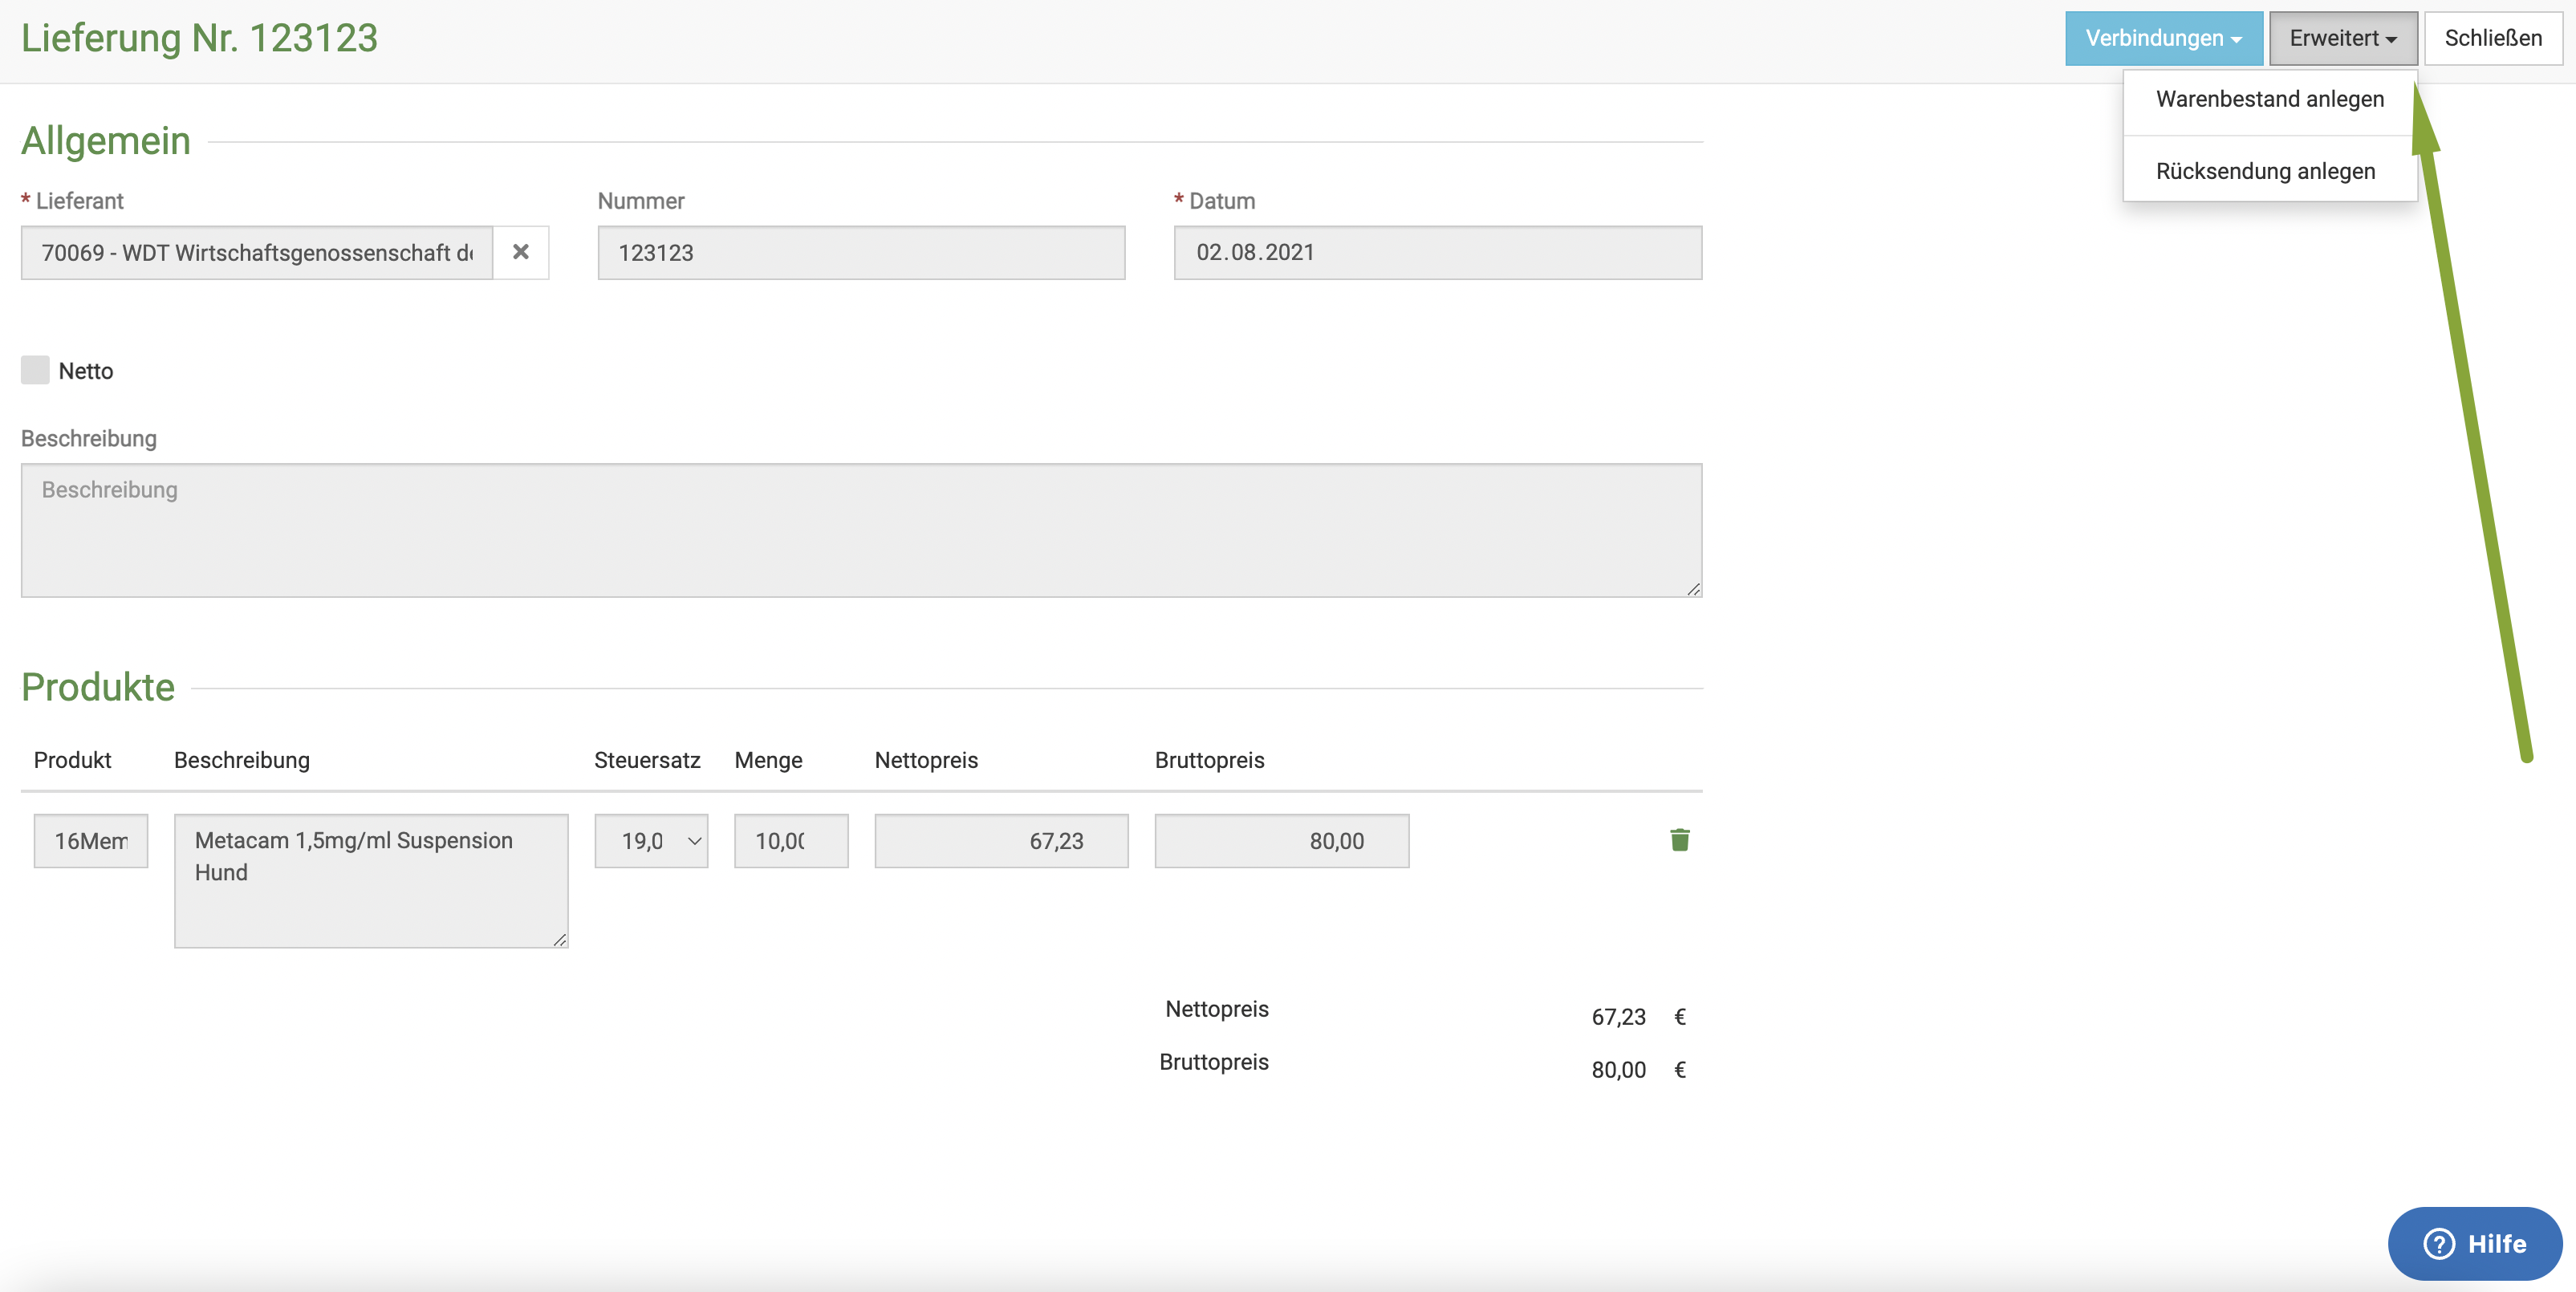 Lieferung Nr. 123123
Verbindungen
Erweitert
Schließen
Warenbestand anlegen
Rücksendung anlegen
Allgemein
* Lieferant
Nummer
* Datum
70069 - WDT Wirtschaftsgenossenschaft
123123
02.08.2021
Netto
Beschreibung
Beschreibung
Produkte
Produkt
Beschreibung
Steuersatz
Menge
Nettopreis
Bruttopreis
16Mem
Metacam 1,5mg/ml Suspension
Hund
19,0
10,00
67,23
80,00
Nettopreis
67,23 €
Bruttopreis
80,00 €
? Hilfe